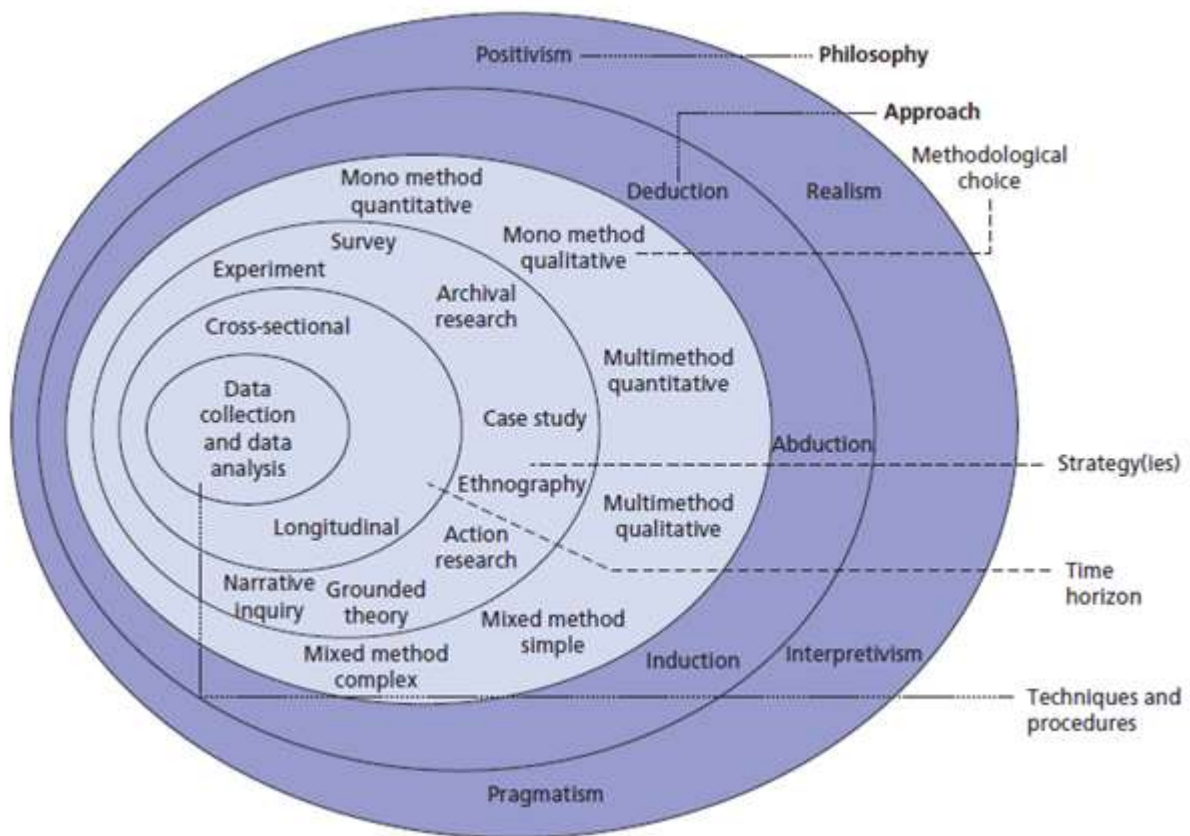 Positivism
Philosophy
Approach
Methodological
choice
Mono method
quantitative
Deduction
Realism
Survey
Mono method
qualitative
Experiment
Archival
research
Cross-sectional
Multimethod
quantitative
Data
collection
and data
analysis
Case study
Abduction
Strategy(ies)
Ethnography
Multimethod
qualitative
Longitudinal
Action
research
Time
horizon
Narrative
inquiry
Grounded
theory
Mixed method
simple
Mixed method
complex
Induction
Interpretivism
Techniques and
procedures
Pragmatism